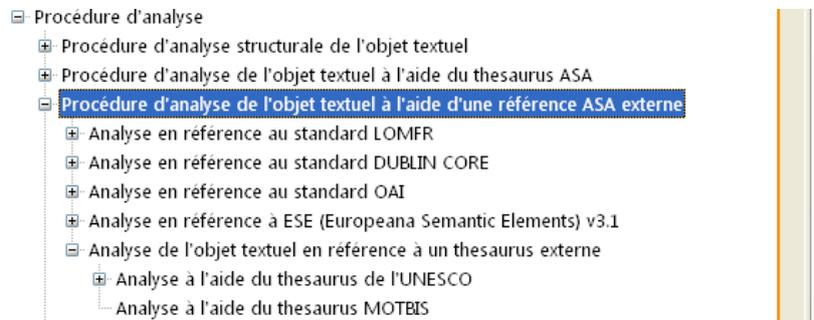 Procédure d'analyse
Procédure d'analyse structurale de l'objet textuel
Procédure d'analyse de l'objet textuel à l'aide du thesaurus ASA
Procédure d'analyse de l'objet textuel à l'aide d'une référence ASA externe
Analyse en référence au standard LOMFR
Analyse en référence au standard DUBLIN CORE
Analyse en référence au standard OAI
Analyse en référence à ESE (Europeana Semantic Elements) v3.1
Analyse de l'objet textuel en référence à un thesaurus externe
Analyse à l'aide du thesaurus de l'UNESCO
Analyse à l'aide du thesaurus MOTBIS